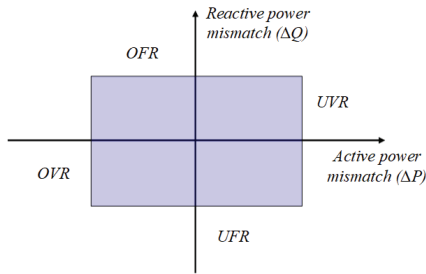 Reactive power
mismatch (ΔQ)
OFR
UVR
Active power
mismatch (ΔP)
OVR
UFR